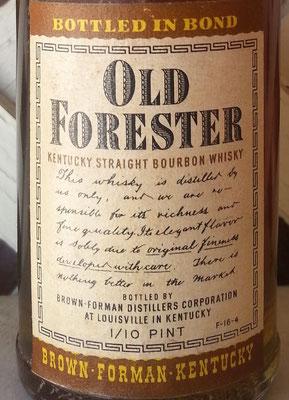 BOTTLED IN BOND
OLD
FORESTER
KENTUCKY STRAIGHT BOURBON WHISKY
This whisky is distilled by
us only, and we are re-
sponsible for its richness and
fine quality. Its elegant flavor
is solely due to original fineness
developed with care. There is
nothing better in the market
BOTTLED BY
BROWN-FORMAN DISTILLERS CORPORATION
AT LOUISVILLE IN KENTUCKY
1/10 PINT
F-16-4
BROWN-FORMAN-KENTUCKY